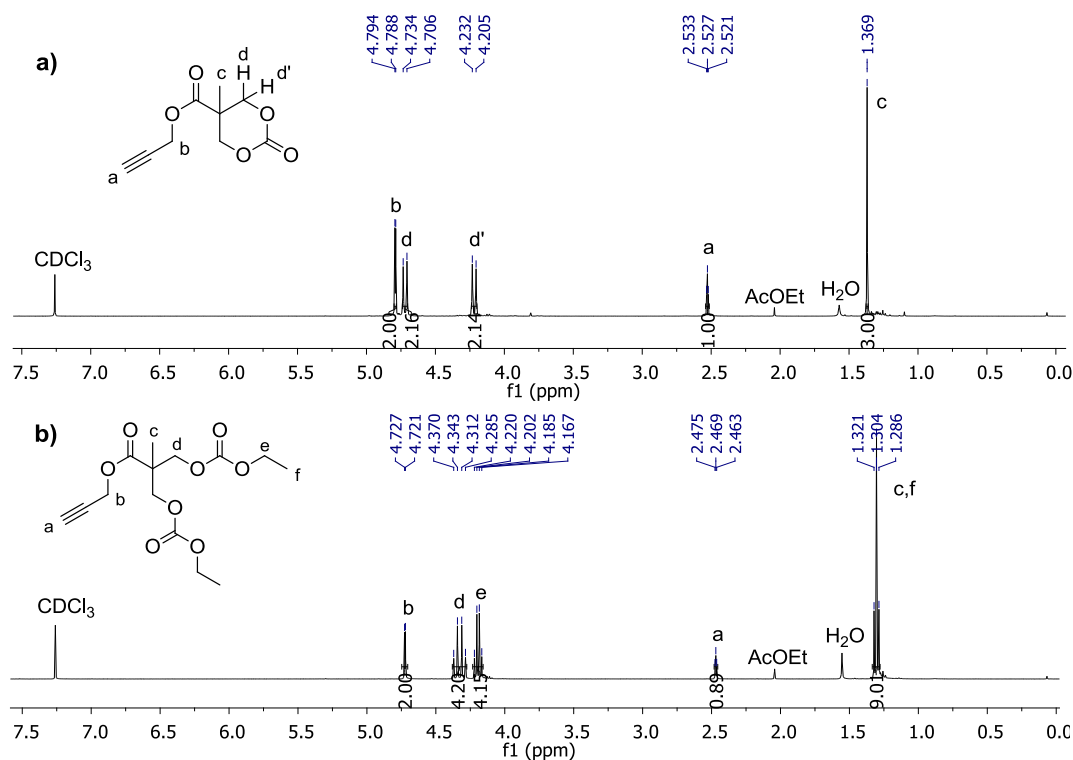 a)
4.794
4.788
4.734
4.706
4.232
4.205
2.533
2.527
2.521
1.369
O
c
d
H
H
d'
O
O
O
O
b
a
CDCl3
b
d
d'
a
AcOEt
H2O
c
2.00
2.16
2.14
1.00
3.00
7.5 7.0 6.5 6.0 5.5 5.0 4.5 4.0 3.5 3.0 2.5 2.0 1.5 1.0 0.5 0.0
f1 (ppm)
b)
4.727
4.721
4.370
4.343
4.312
4.285
4.220
4.202
4.185
4.167
2.475
2.469
2.463
1.321
1.304
1.286
O
c
d
O
e
O
O
f
O
b
a
O
O
O
CDCl3
b
d
e
a
AcOEt
H2O
c,f
2.00
4.20
4.15
0.89
9.01
7.5 7.0 6.5 6.0 5.5 5.0 4.5 4.0 3.5 3.0 2.5 2.0 1.5 1.0 0.5 0.0
f1 (ppm)